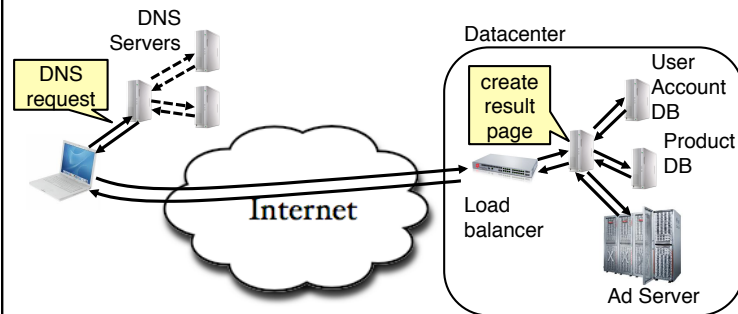 DNS
Servers
DNS
request
Internet
Datacenter
create
result
page
User
Account
DB
Product
DB
Load
balancer
Ad Server